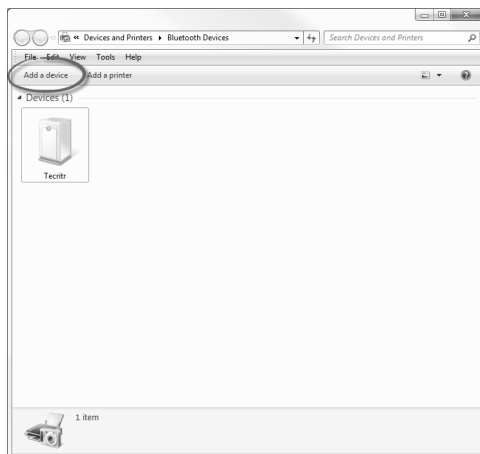 « Devices and Printers ▸ Bluetooth Devices Search Devices and Printers
File Edit View Tools Help
Add a device Add a printer
Devices (1)
Tecritr
1 item